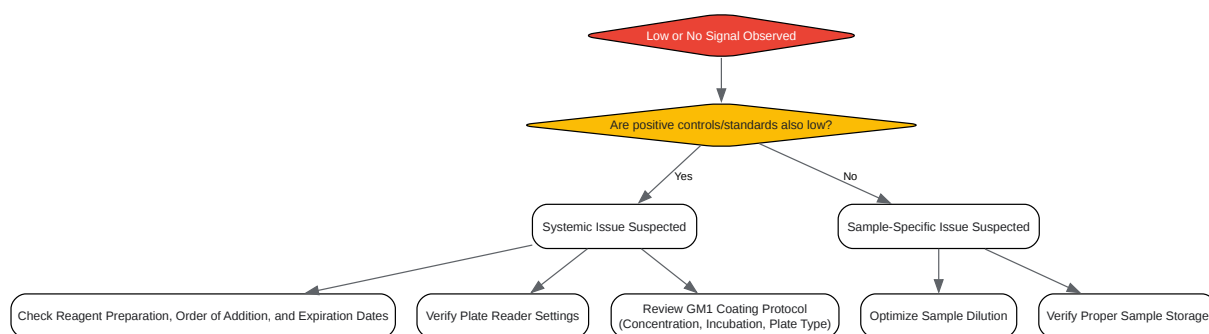 Low or No Signal Observed
Are positive controls/standards also low?
Yes
No
Systemic Issue Suspected
Sample-Specific Issue Suspected
Check Reagent Preparation, Order of Addition, and Expiration Dates
Verify Plate Reader Settings
Review GM1 Coating Protocol
(Concentration, Incubation, Plate Type)
Optimize Sample Dilution
Verify Proper Sample Storage